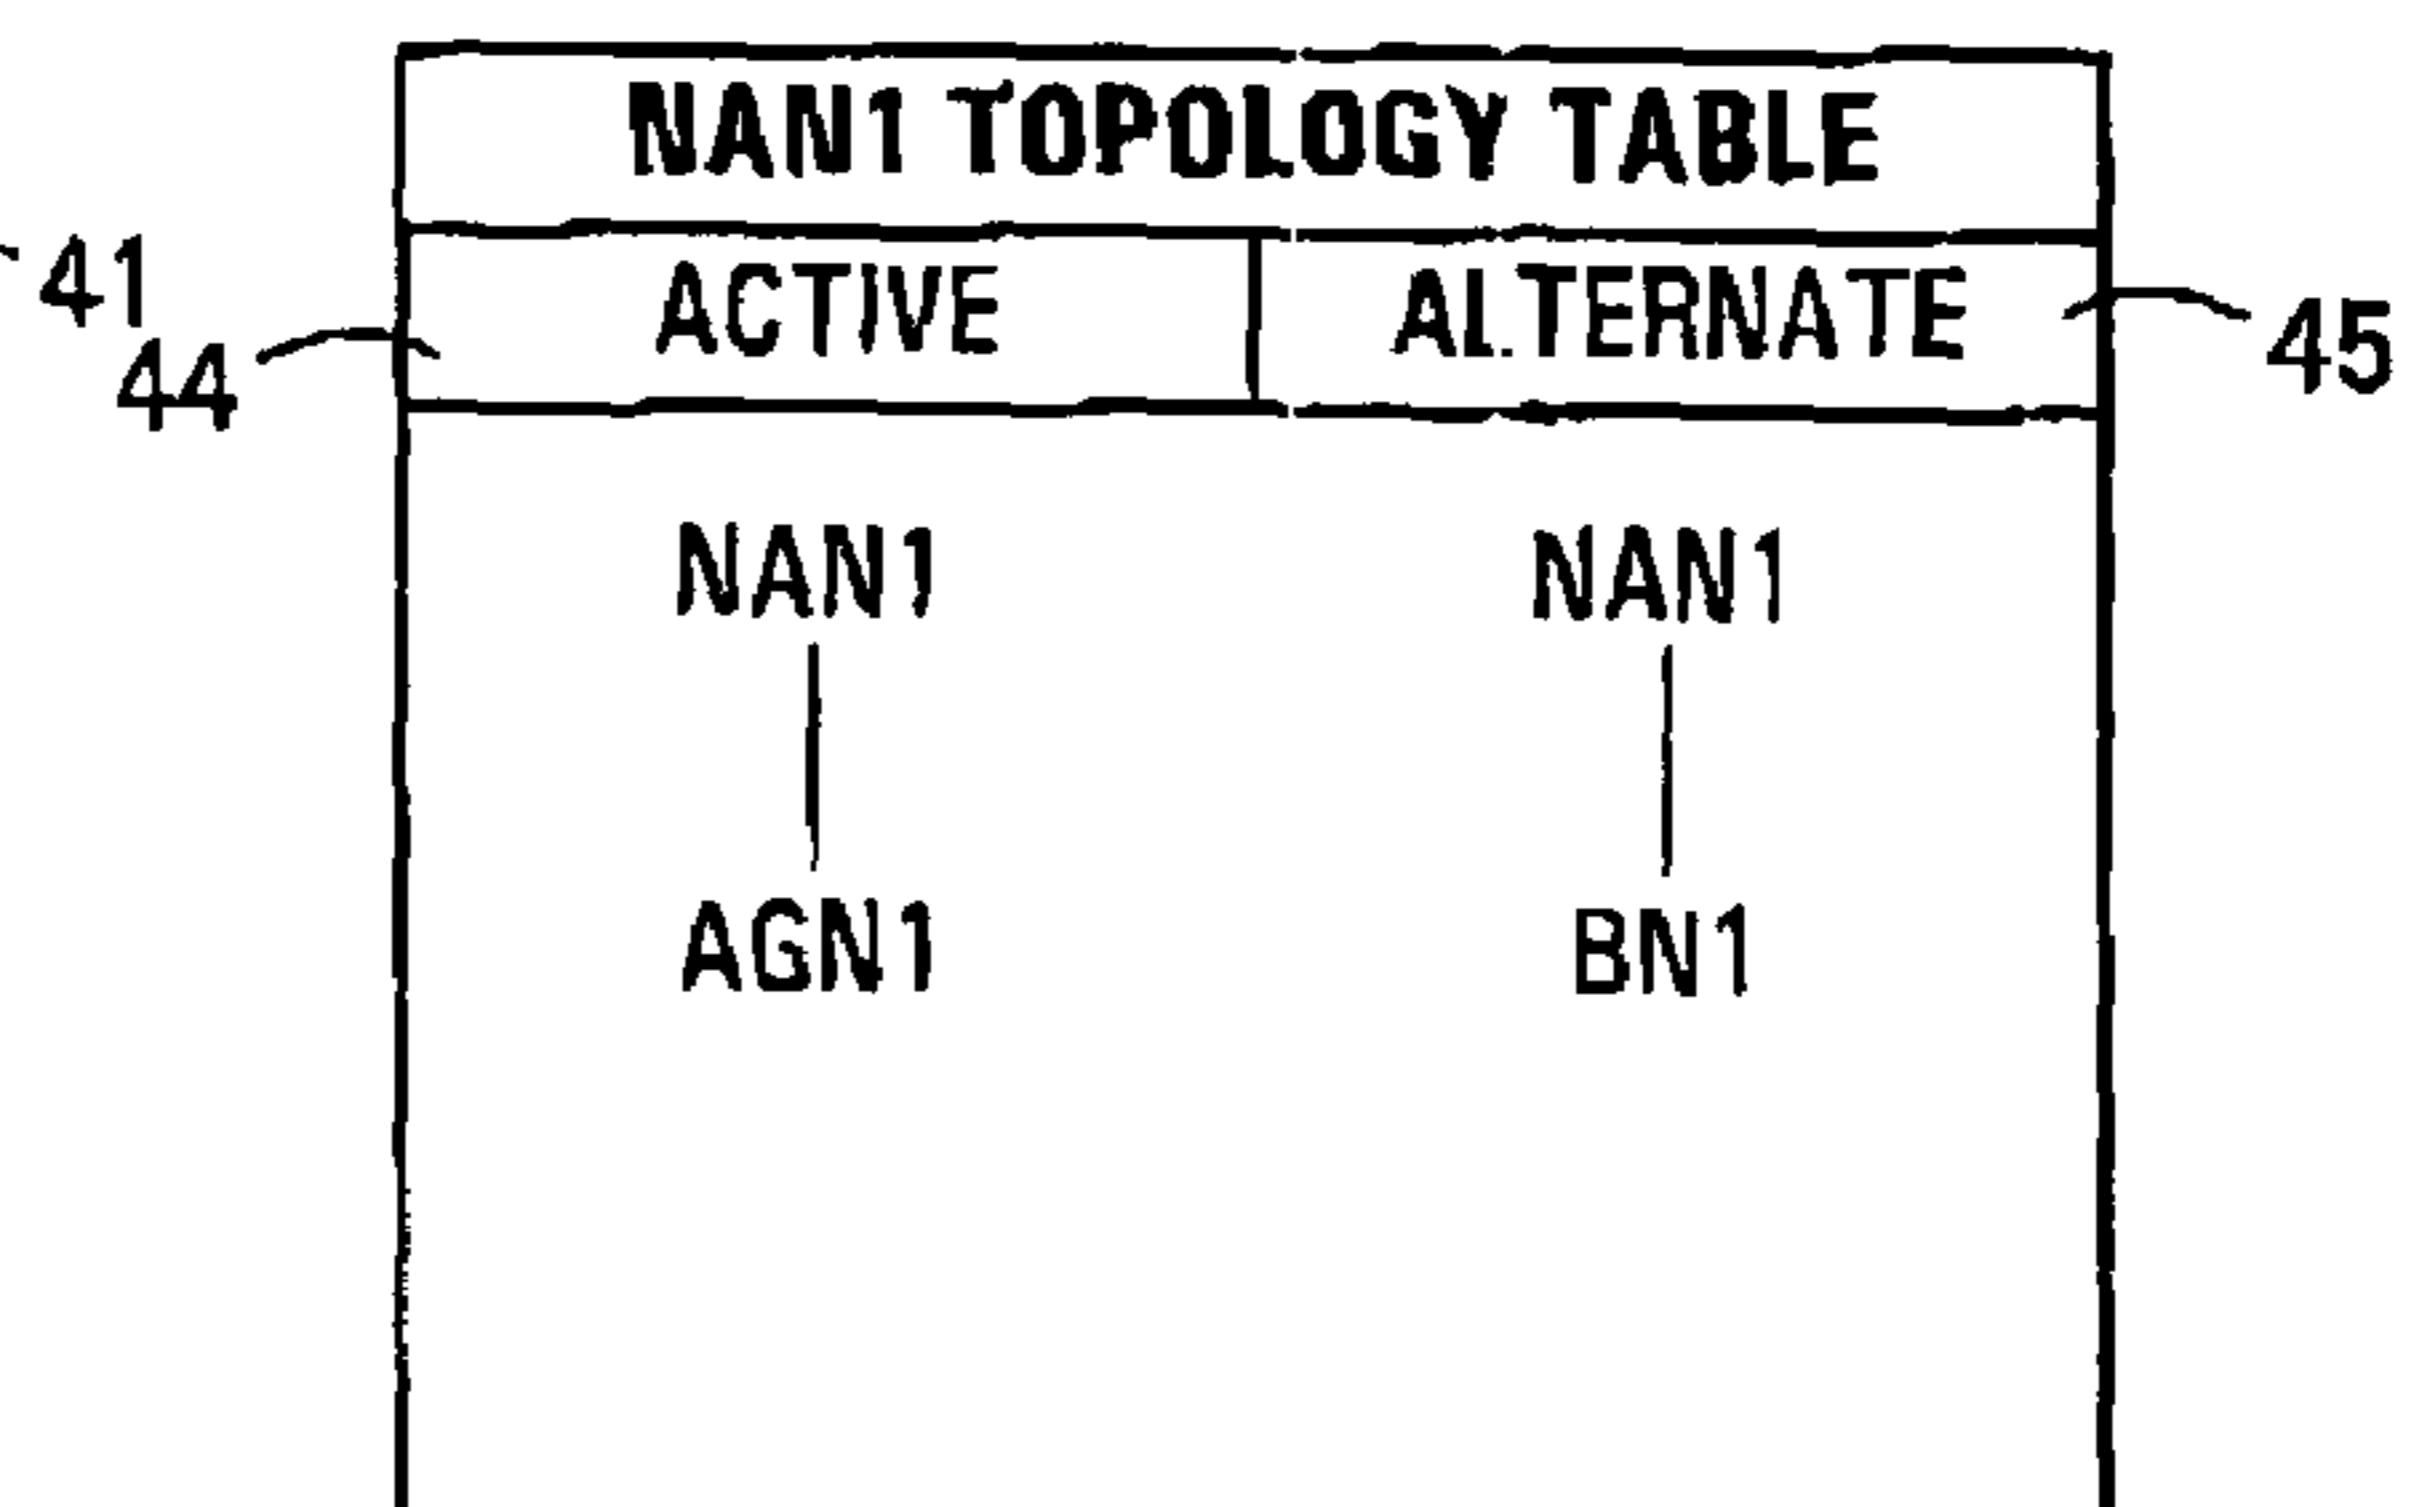 NAN1 TOPOLOGY TABLE
41
ACTIVE ALTERNATE
44 45
NAN1 NAN1
AGN1 BN1